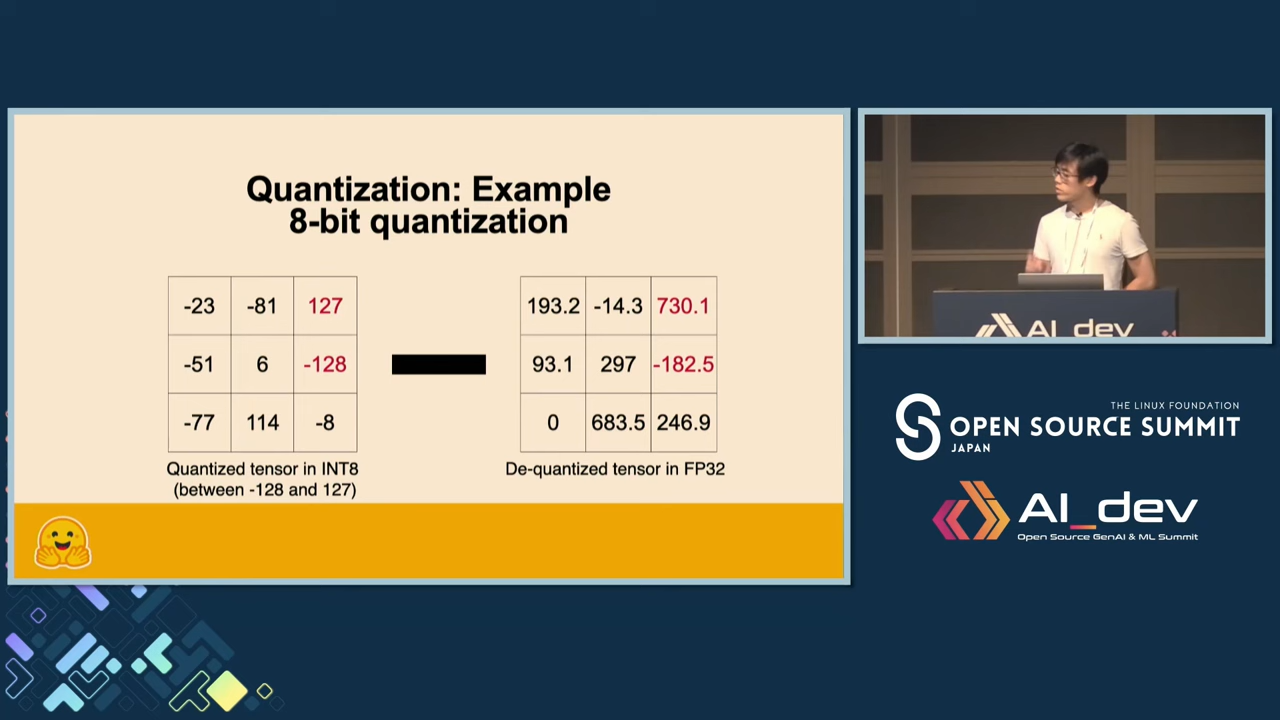 Quantization: Example
8-bit quantization
-23 -81 127
-51 6 -128
-77 114 -8
Quantized tensor in INT8
(between -128 and 127)
193.2 -14.3 730.1
93.1 297 -182.5
0 683.5 246.9
De-quantized tensor in FP32
AI_dev
THE LINUX FOUNDATION
OPEN SOURCE SUMMIT
JAPAN
AI_dev
Open Source GenAI & ML Summit